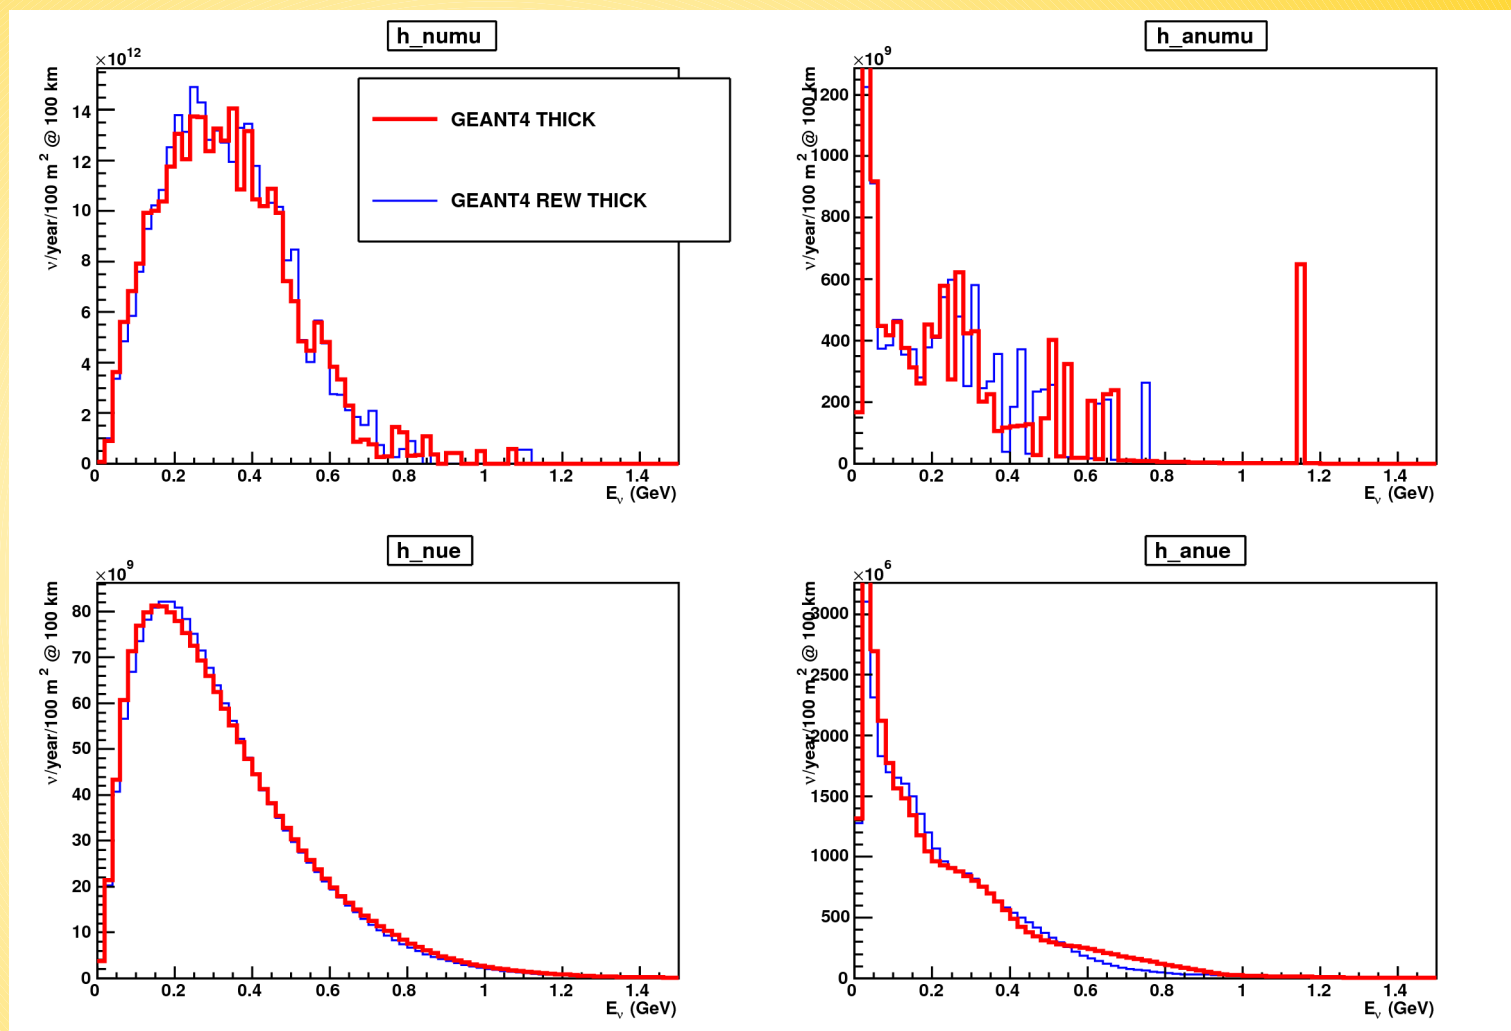 h_numu
×10¹²
ν/year/100 m² @ 100 km
14
12
10
8
6
4
2
0
GEANT4 THICK
GEANT4 REW THICK
0 0.2 0.4 0.6 0.8 1 1.2 1.4
Eν (GeV)
h_anumu
×10⁹
ν/year/100 m² @ 100 km
1200
1000
800
600
400
200
0
0 0.2 0.4 0.6 0.8 1 1.2 1.4
Eν (GeV)
h_nue
×10⁹
ν/year/100 m² @ 100 km
80
70
60
50
40
30
20
10
0
0 0.2 0.4 0.6 0.8 1 1.2 1.4
Eν (GeV)
h_anue
×10⁶
ν/year/100 m² @ 100 km
3000
2500
2000
1500
1000
500
0
0 0.2 0.4 0.6 0.8 1 1.2 1.4
Eν (GeV)